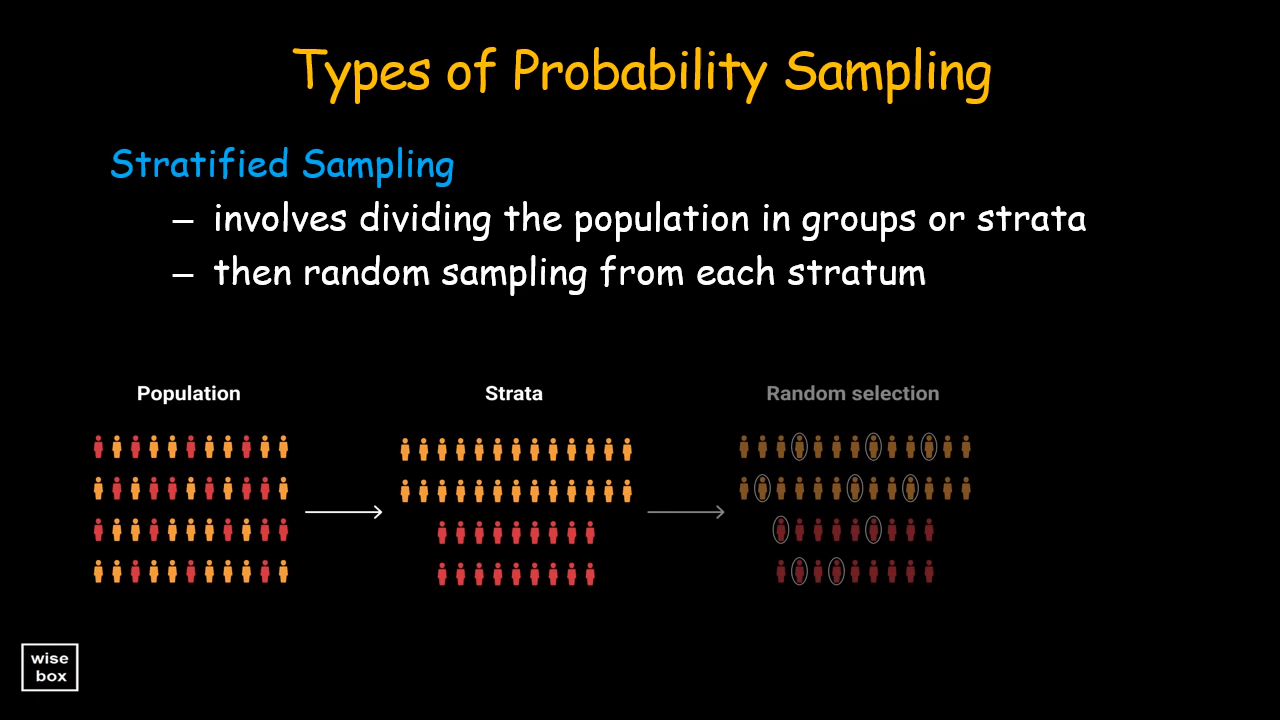 Types of Probability Sampling
Stratified Sampling
– involves dividing the population in groups or strata
– then random sampling from each stratum
Population
Strata
Random selection
wise
box